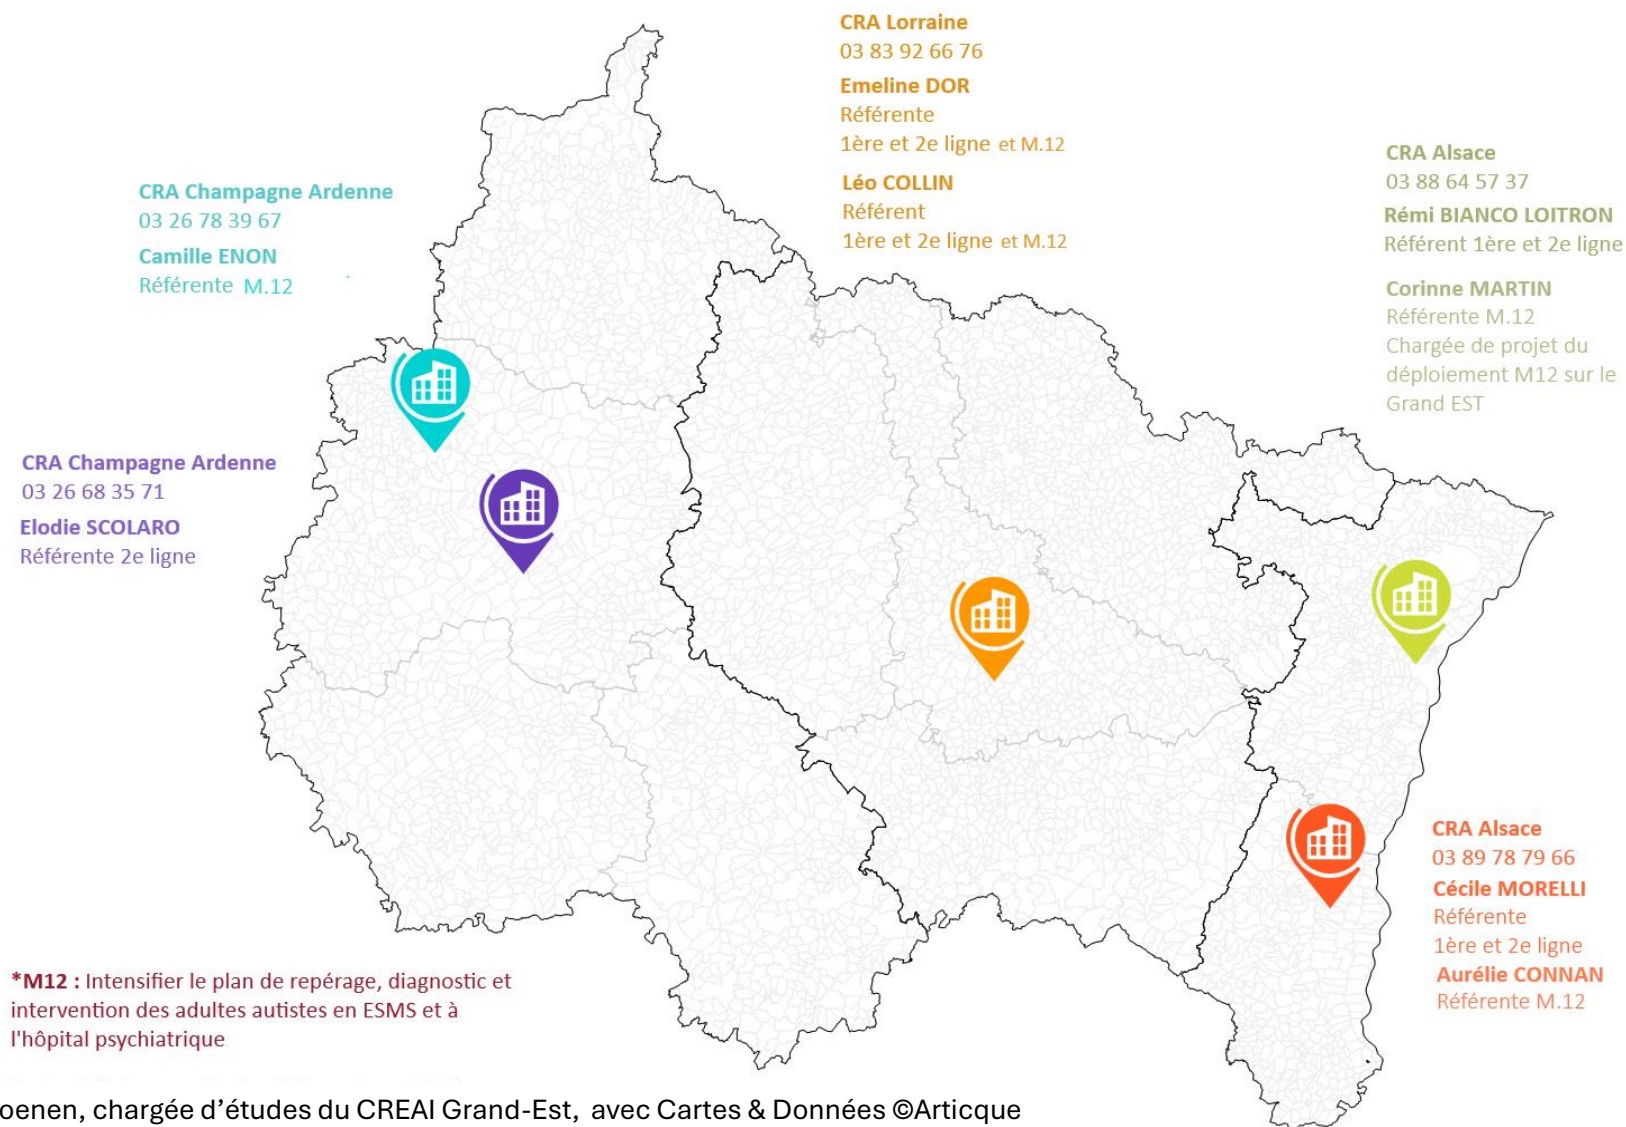 CRA Lorraine
03 83 92 66 76
Emeline DOR
Référente
1ère et 2e ligne et M.12
Léo COLLIN
Référent
1ère et 2e ligne et M.12
CRA Alsace
03 88 64 57 37
Rémi BIANCO LOITRON
Référent 1ère et 2e ligne
Corinne MARTIN
Référente M.12
Chargée de projet du
déploiement M12 sur le
Grand EST
CRA Champagne Ardenne
03 26 78 39 67
Camille ENON
Référente M.12
CRA Champagne Ardenne
03 26 68 35 71
Elodie SCOLARO
Référente 2e ligne
CRA Alsace
03 89 78 79 66
Cécile MORELLI
Référente
1ère et 2e ligne
Aurélie CONNAN
Référente M.12
*M12 : Intensifier le plan de repérage, diagnostic et
intervention des adultes autistes en ESMS et à
l'hôpital psychiatrique
oenen, chargée d’études du CREAI Grand-Est, avec Cartes & Données ©Articque